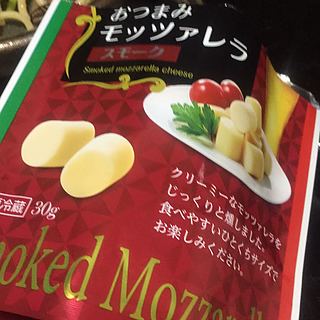 おつまみ
モッツァレラ
スモーク
Smoked mozzarella cheese
クリーミーなモッツァレラを
じっくりと燻しました。
食べやすいひとくちサイズで
お楽しみください。
冷蔵 30g
Smoked Mozzarella